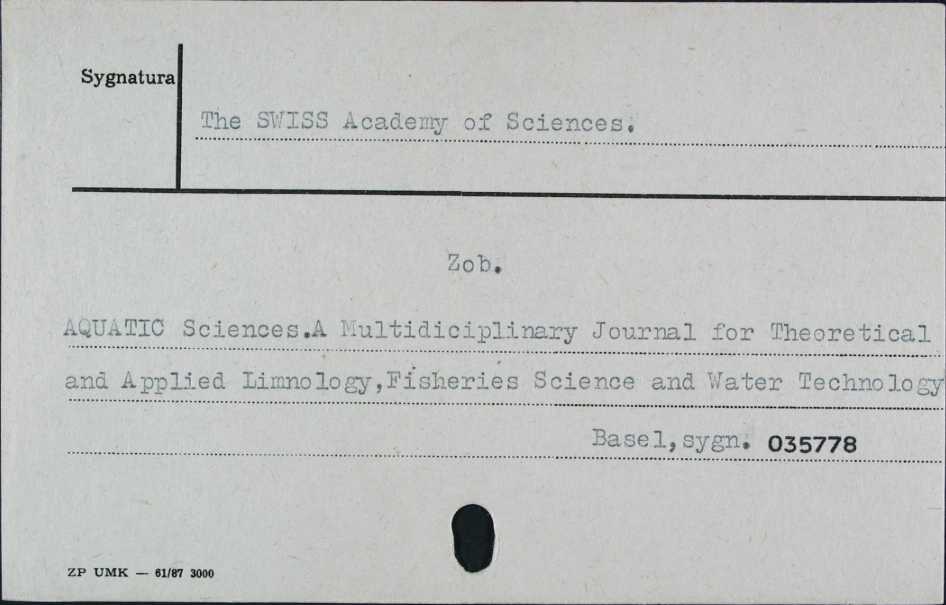 Sygnatura
The SWISS Academy of Sciences.
Zob.
AQUATIC Sciences.A Multidiciplinary Journal for Theoretical
and Applied Limnology,Fisheries Science and Water Technology
Basel,sygn. 035778
ZP UMK — 61/87 3000